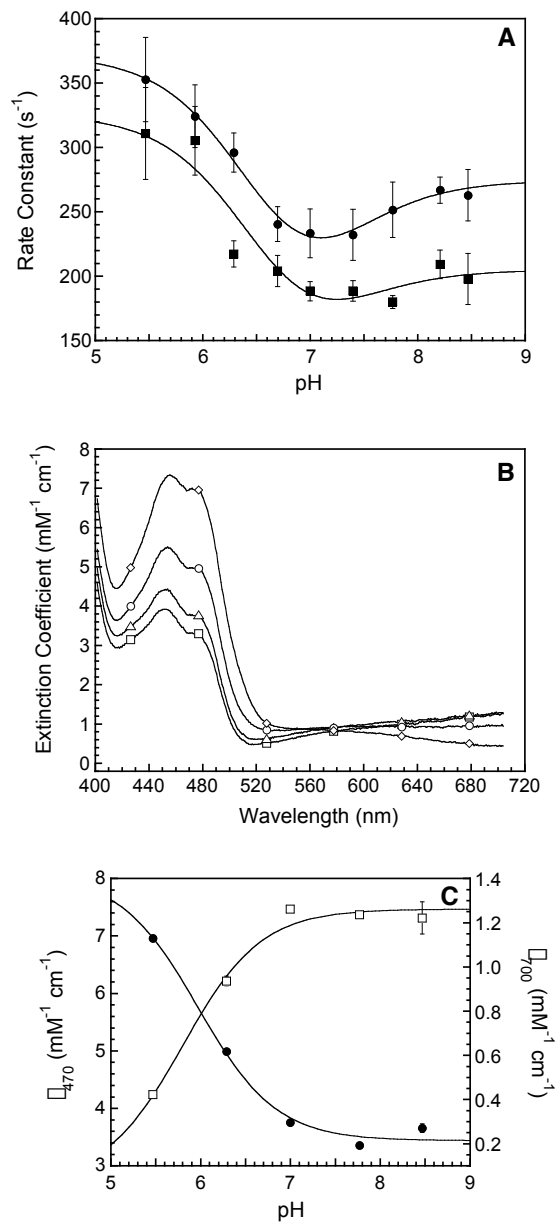 A
400
350
300
250
200
150
Rate Constant (s⁻¹)
5 6 7 8 9
pH
B
8
7
6
5
4
3
2
1
0
Extinction Coefficient (mM⁻¹ cm⁻¹)
400 440 480 520 560 600 640 680 720
Wavelength (nm)
C
8
7
6
5
4
3
□470 (mM⁻¹ cm⁻¹)
1.4
1.2
1.0
0.8
0.6
0.4
0.2
□700 (mM⁻¹ cm⁻¹)
5 6 7 8 9
pH